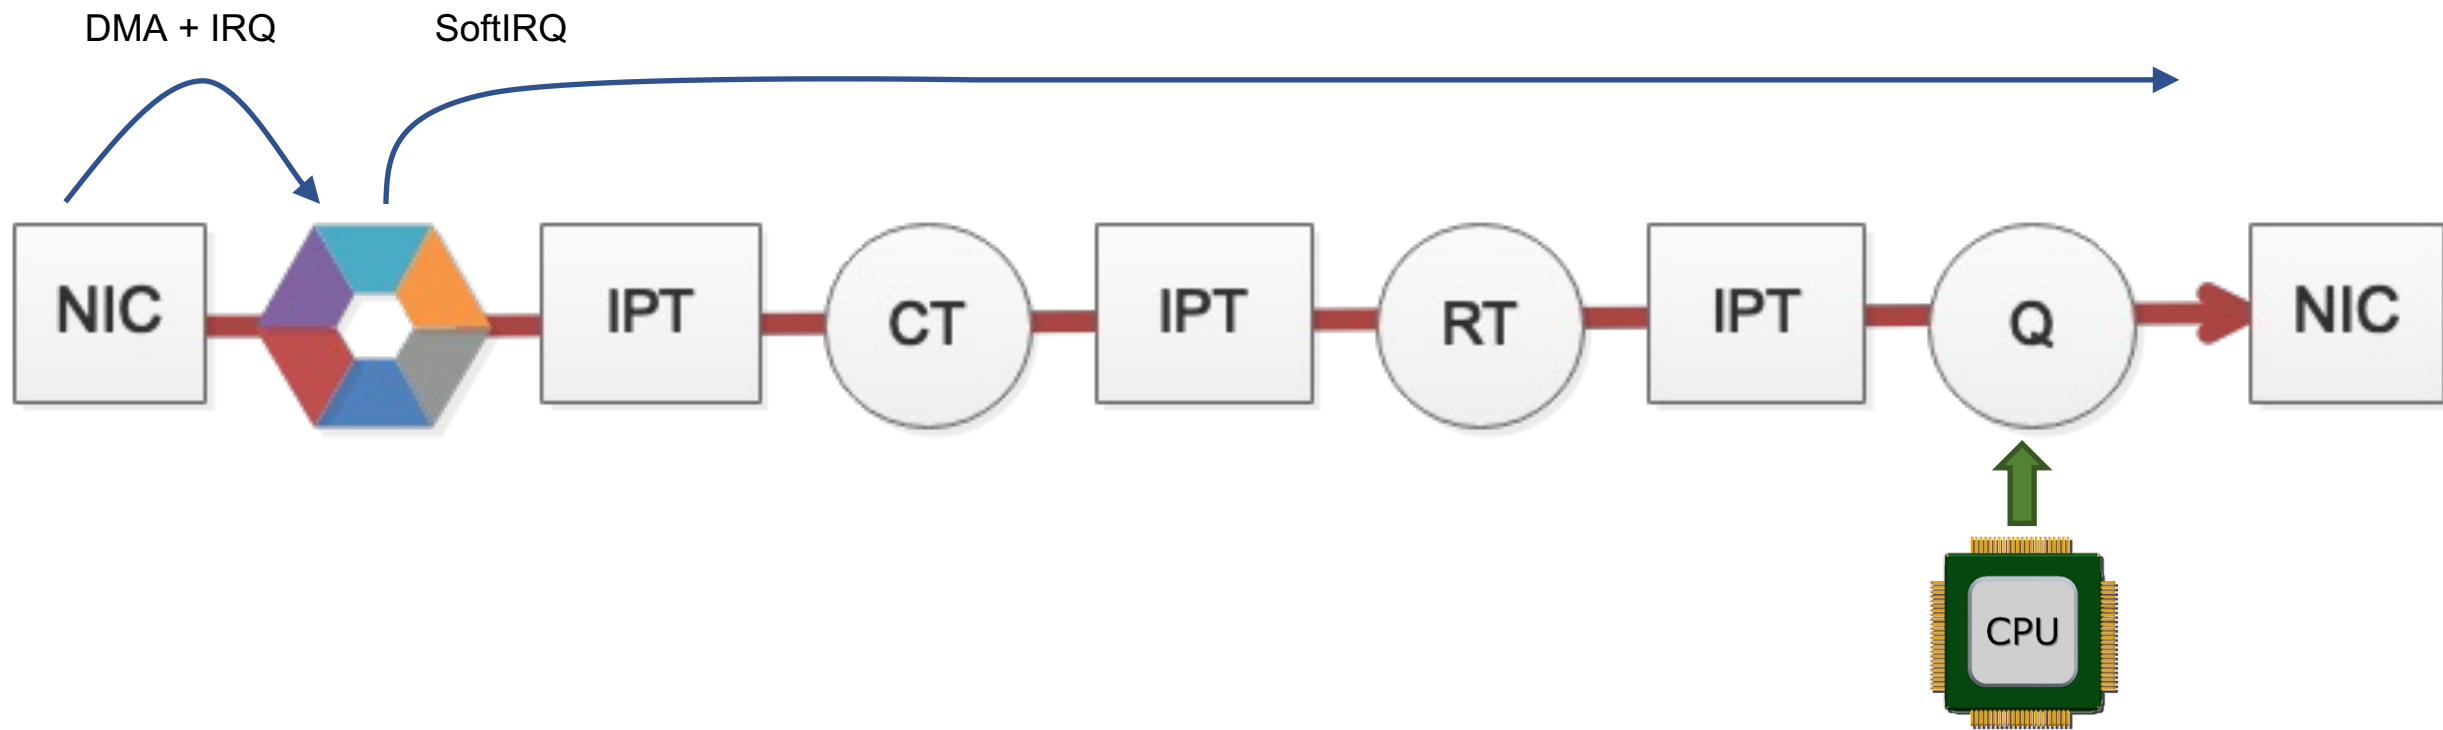 DMA + IRQ
SoftIRQ
NIC
IPT
CT
IPT
RT
IPT
Q
NIC
CPU